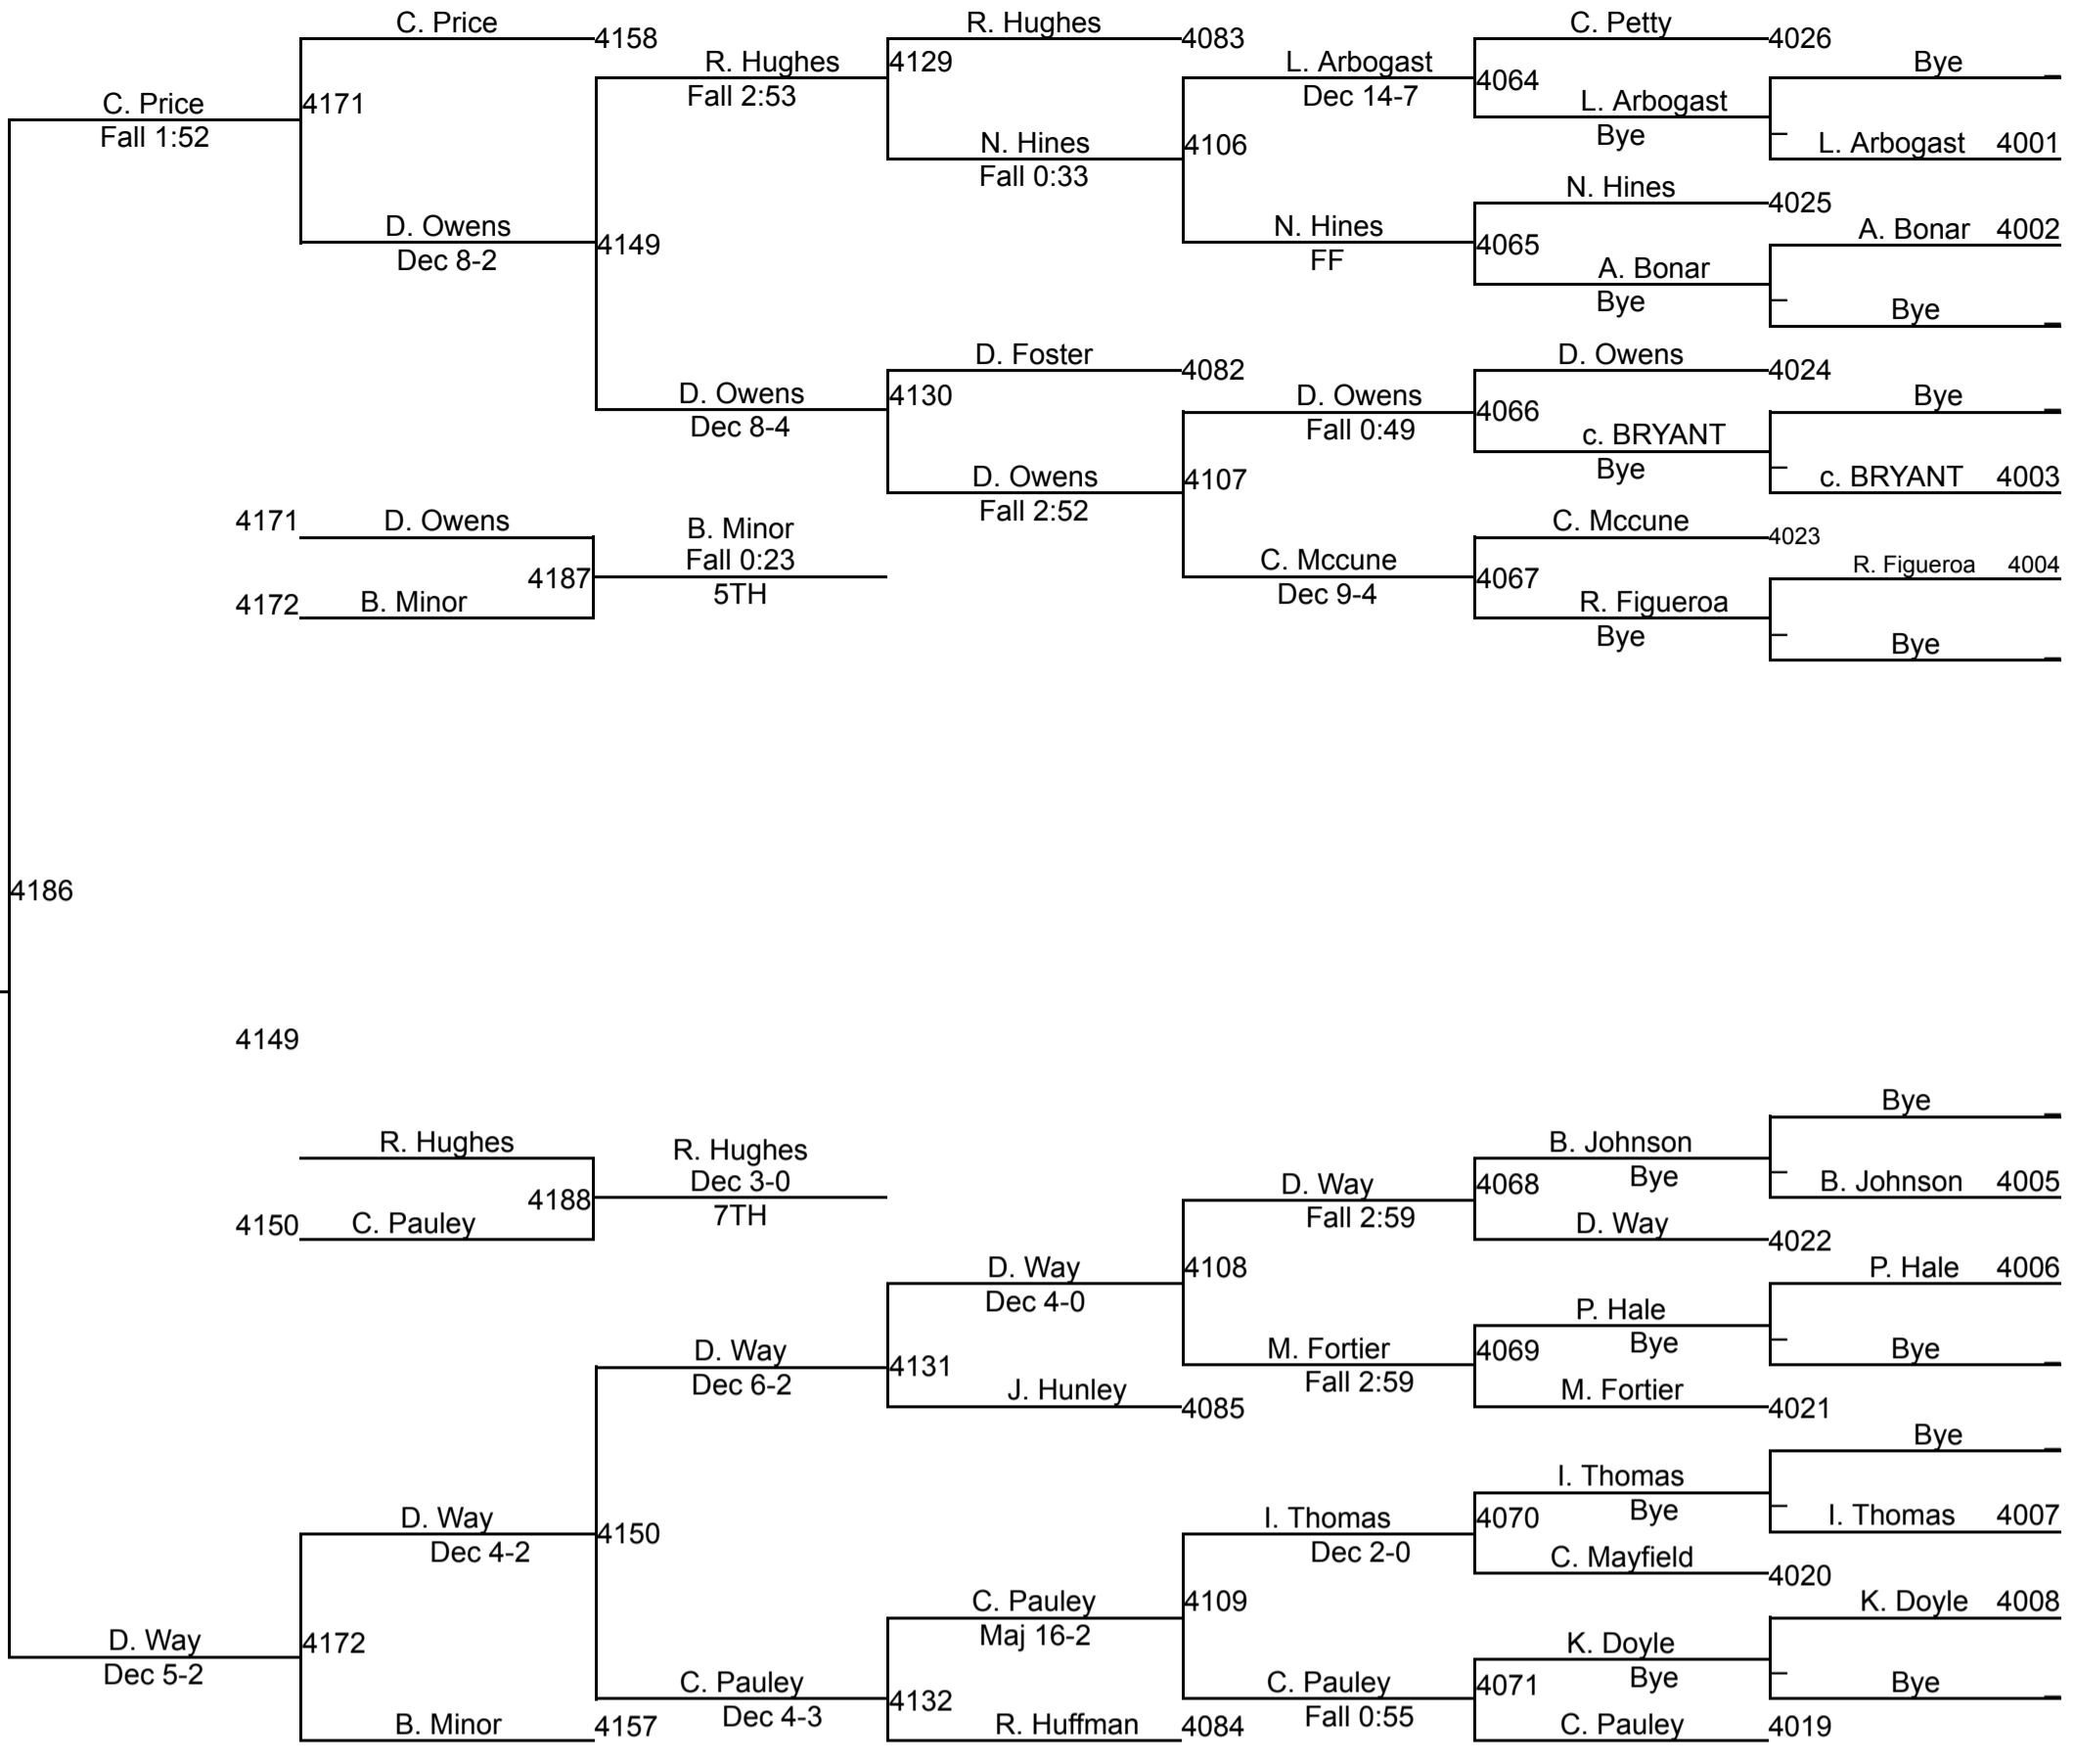 C. Price 4158 R. Hughes 4083 C. Petty 4026
R. Hughes 4129 L. Arbogast Bye
Fall 2:53 Dec 14-7 4064
C. Price 4171 L. Arbogast
Fall 1:52 N. Hines 4106 Bye L. Arbogast 4001
Fall 0:33 N. Hines 4025
D. Owens 4149 N. Hines 4065 A. Bonar 4002
Dec 8-2 FF A. Bonar
Bye Bye
D. Foster 4082 D. Owens 4024
D. Owens 4130 D. Owens 4066 Bye
Dec 8-4 Fall 0:49 c. BRYANT
D. Owens 4107 Bye c. BRYANT 4003
Fall 2:52
4171 D. Owens B. Minor C. Mccune 4023
Fall 0:23 C. Mccune R. Figueroa 4004
4187 5TH Dec 9-4 4067
4172 B. Minor R. Figueroa
Bye Bye
4186
4149
Bye
R. Hughes R. Hughes B. Johnson
Dec 3-0 D. Way 4068 Bye B. Johnson 4005
4188 7TH Fall 2:59
4150 C. Pauley D. Way 4022
D. Way 4108 P. Hale 4006
Dec 4-0 P. Hale
D. Way 4131 M. Fortier 4069 Bye Bye
Dec 6-2 Fall 2:59
J. Hunley 4085 M. Fortier 4021
Bye
I. Thomas
D. Way 4150 I. Thomas 4070 Bye I. Thomas 4007
Dec 4-2 Dec 2-0 C. Mayfield 4020
C. Pauley 4109 K. Doyle 4008
Maj 16-2
D. Way 4172 K. Doyle
Dec 5-2 C. Pauley 4132 C. Pauley 4071 Bye Bye
Dec 4-3 Fall 0:55
B. Minor 4157 R. Huffman 4084 C. Pauley 4019